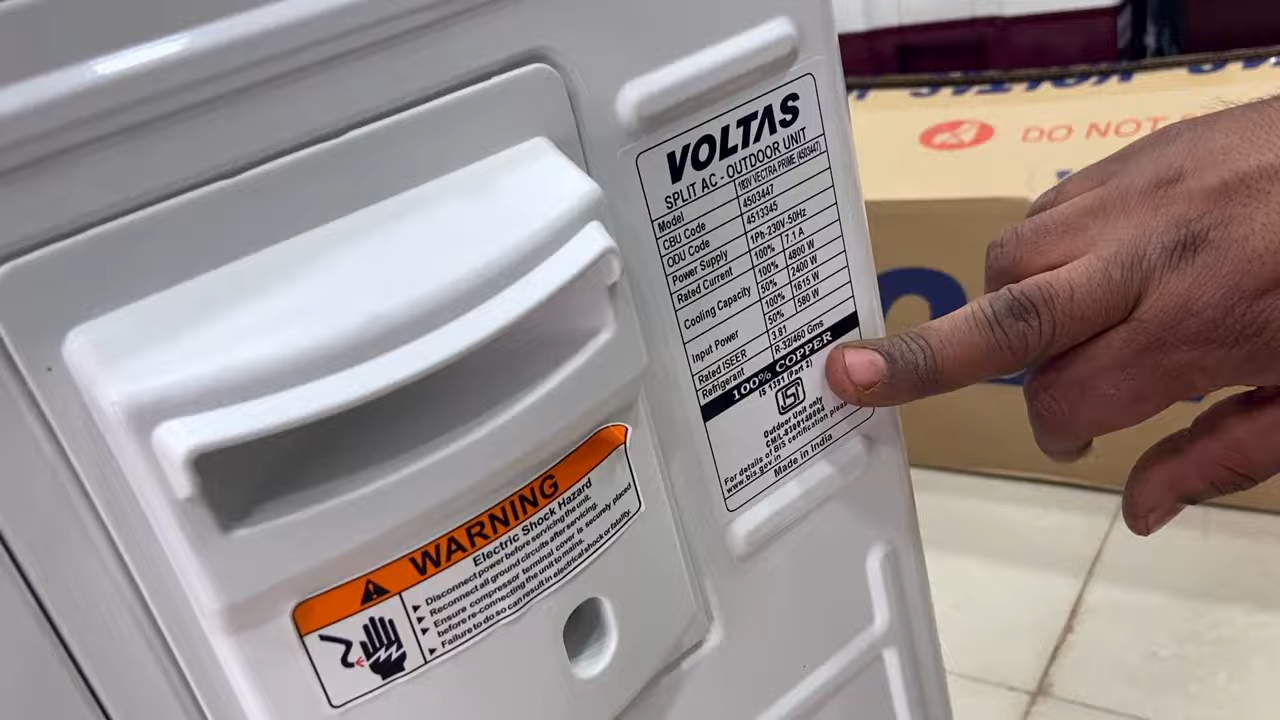 VOLTAS
SPLIT AC - OUTDOOR UNIT
Model 183V VECTRA PRIME (4503447)
CBU Code 4503447
ODU Code 4513345
Power Supply 1Ph-230V-50Hz
Rated Current 100% 7.1 A
Cooling Capacity 100% 4800 W
50% 2400 W
Input Power 100% 1615 W
50% 580 W
Rated ISEER 3.81
Refrigerant R-32/460 Gms
100% COPPER
IS 1391 (Part 2)
ISI
Outdoor Unit only
CM/L-8300140004
For details of BIS certification please
www.bis.gov.in
Made in India
WARNING
Electric Shock Hazard
Disconnect power before servicing the unit.
Reconnect all ground circuits after servicing.
Ensure compressor terminal cover is securely placed
before re-connecting the unit to mains.
Failure to do so can result in electrical shock or fatality.
VOLTAS
DO NOT